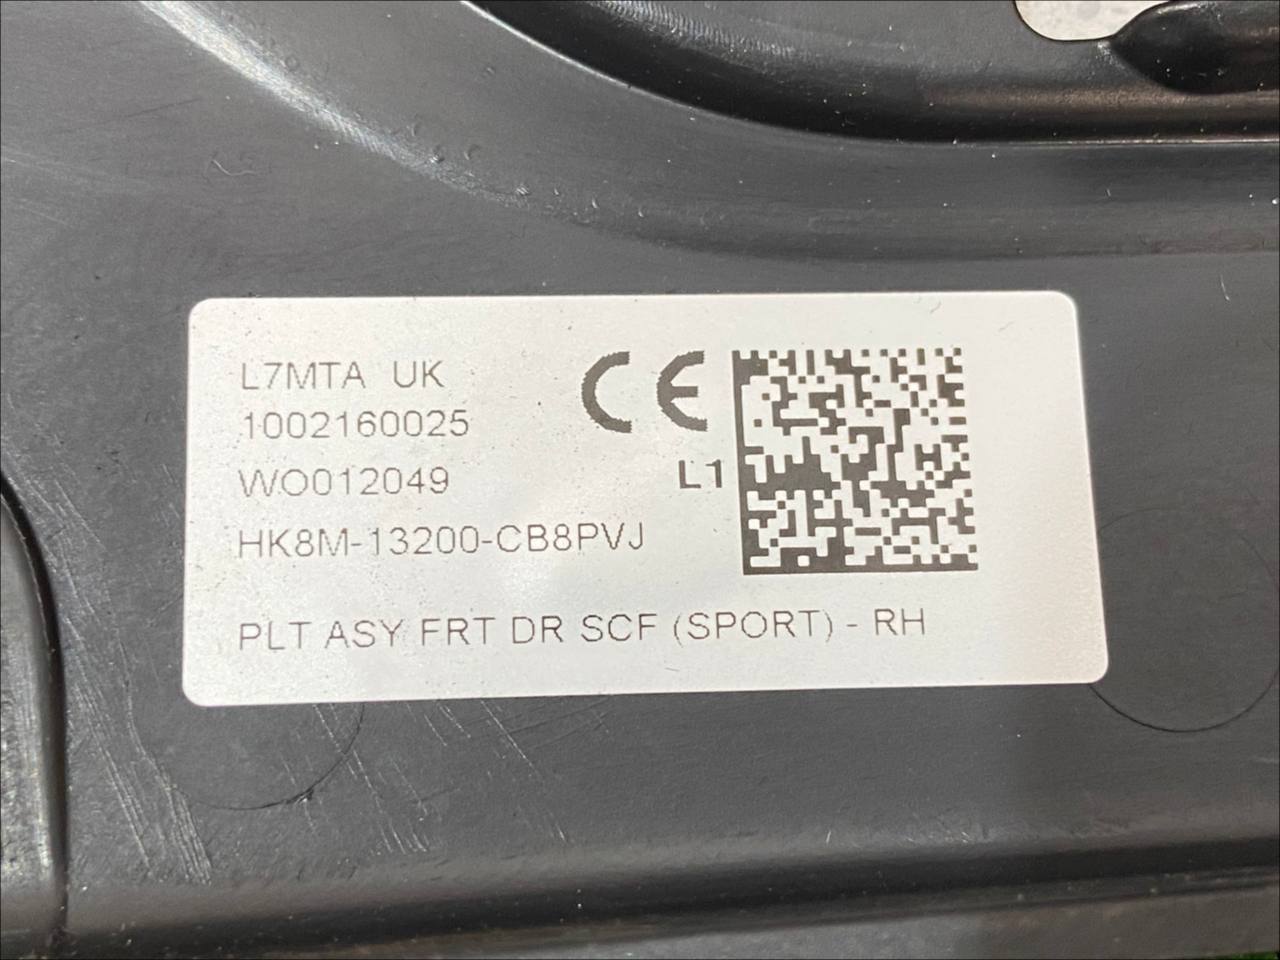 L7MTA UK
1002160025
WO012049
HK8M-13200-CB8PVJ
PLT ASY FRT DR SCF (SPORT) - RH
CE
L1